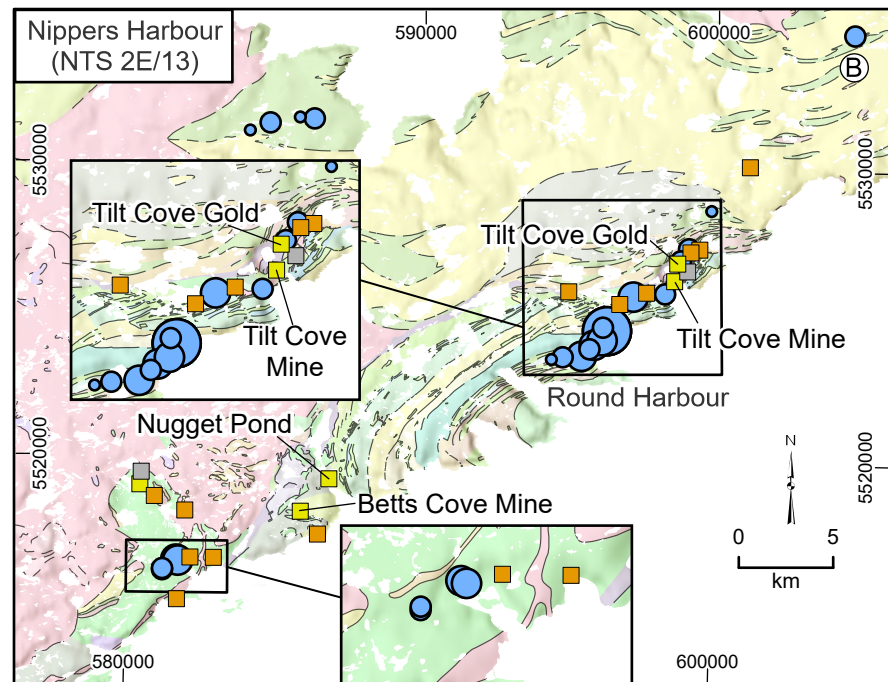 Nippers Harbour
(NTS 2E/13)
590000
600000
B
5530000
5530000
Tilt Cove Gold
Tilt Cove Gold
Tilt Cove
Mine
Tilt Cove Mine
Round Harbour
Nugget Pond
Betts Cove Mine
5520000
5520000
N
0
5
km
580000
600000